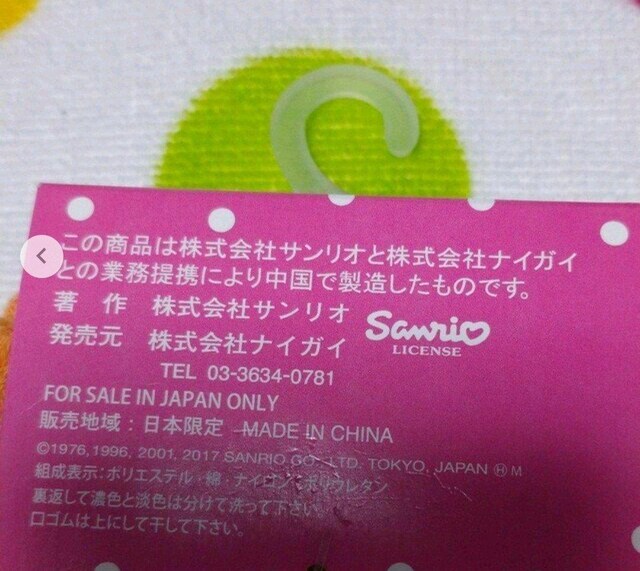 この商品は株式会社サンリオと株式会社ナイガイ
との業務提携により中国で製造したものです。
著 作 株式会社サンリオ
発売元 株式会社ナイガイ
Sanrio
LICENSE
TEL 03-3634-0781
FOR SALE IN JAPAN ONLY
販売地域：日本限定 MADE IN CHINA
©1976, 1996, 2001, 2017 SANRIO CO., LTD. TOKYO, JAPAN Ⓗ M
組成表示：ポリエステル・綿・ナイロン・ポリウレタン
裏返して濃色と淡色は分けて洗って下さい。
口ゴムは上にして干して下さい。